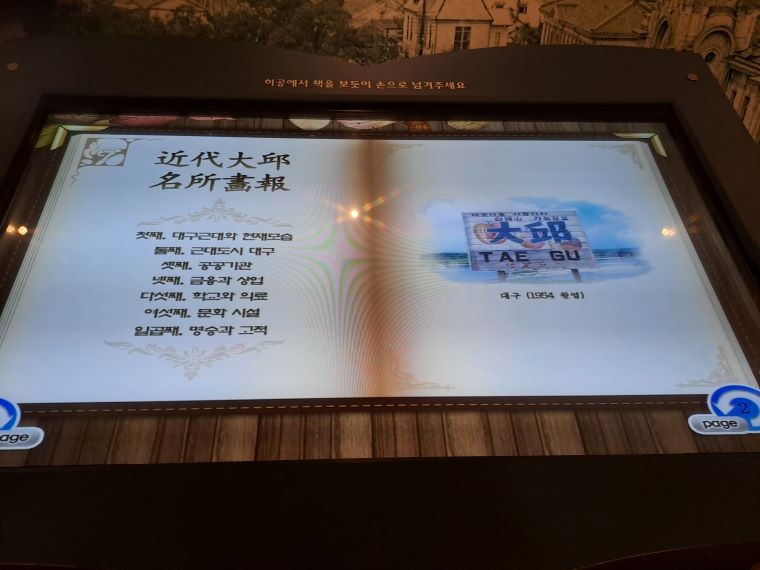 허공에서 책을 보듯이 손으로 넘겨주세요
近代大邱
名所畵報
첫째. 대구근대와 현재모습
둘째. 근대도시 대구
셋째. 공공기관
넷째. 금융과 상업
다섯째. 학교와 의료
여섯째. 문화 시설
일곱째. 명승과 고적
大邱
TAE GU
대구 (1954 촬영)
page
2
page